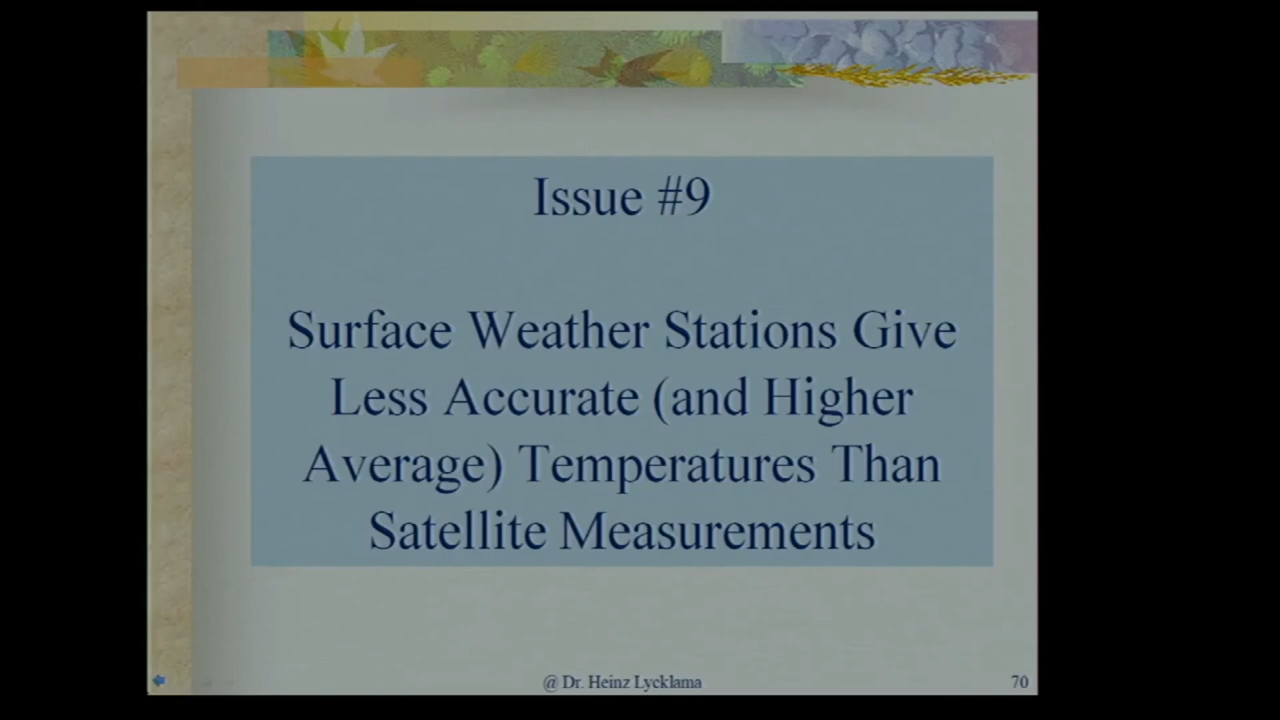 Issue #9
Surface Weather Stations Give
Less Accurate (and Higher
Average) Temperatures Than
Satellite Measurements
@ Dr. Heinz Lycklama
70